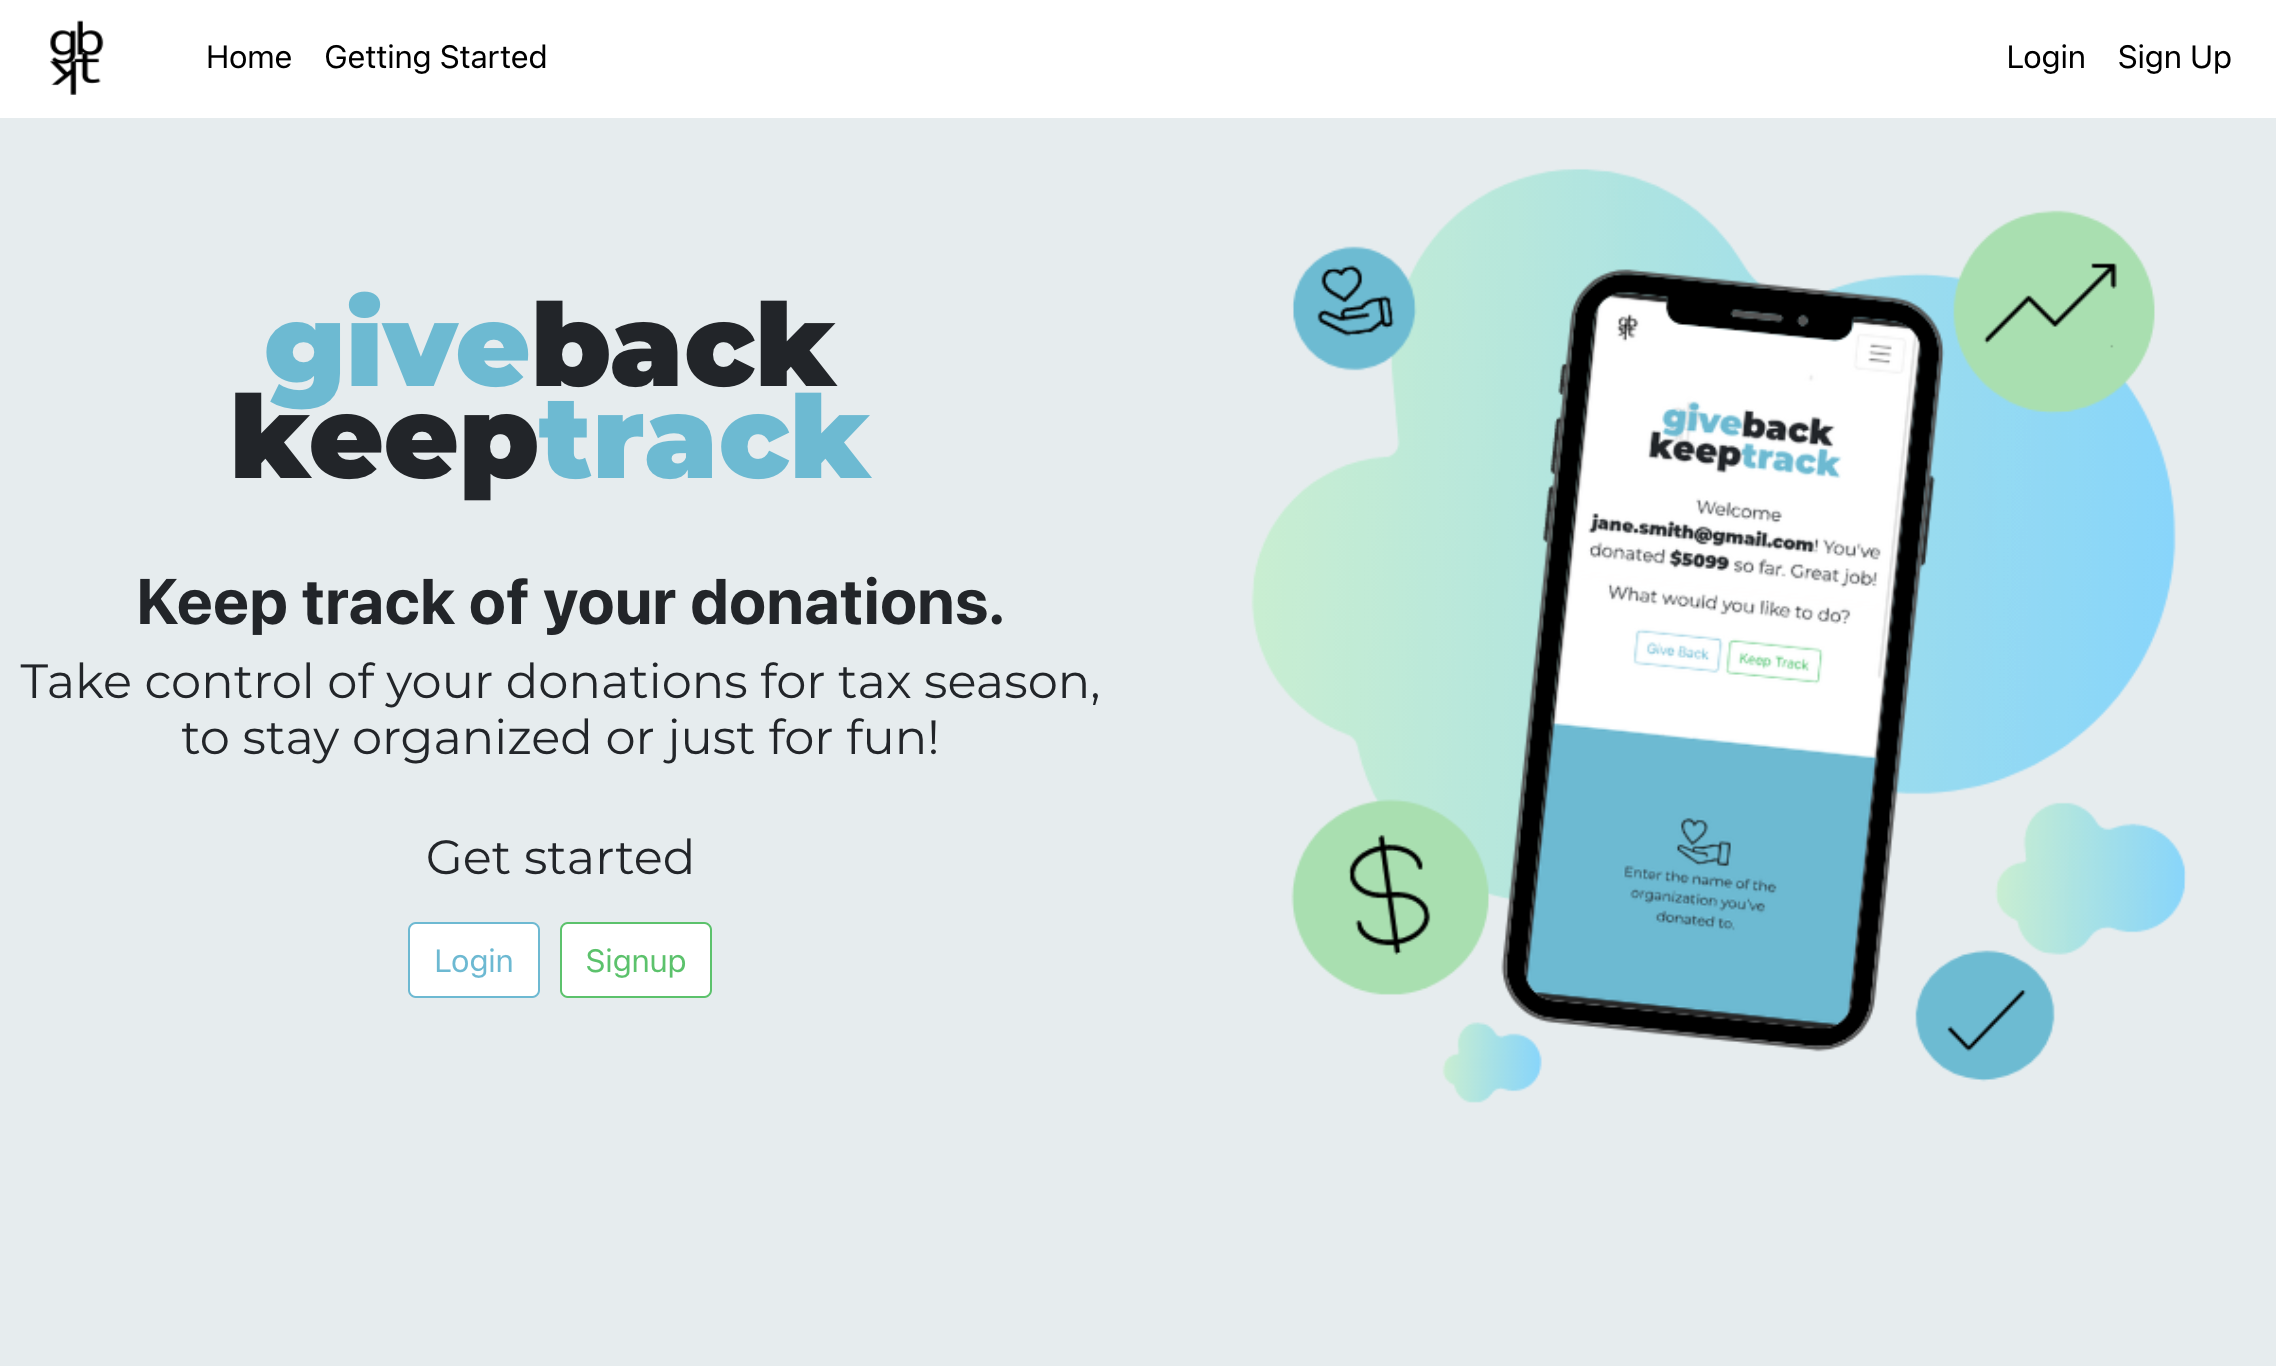 gb
kt
Home Getting Started Login Sign Up
giveback
keeptrack
Keep track of your donations.
Take control of your donations for tax season,
to stay organized or just for fun!
Get started
Login Signup
$
gb
kt
giveback
keeptrack
Welcome
jane.smith@gmail.com! You've
donated $5099 so far. Great job!
What would you like to do?
Give Back Keep Track
Enter the name of the
organization you've
donated to.